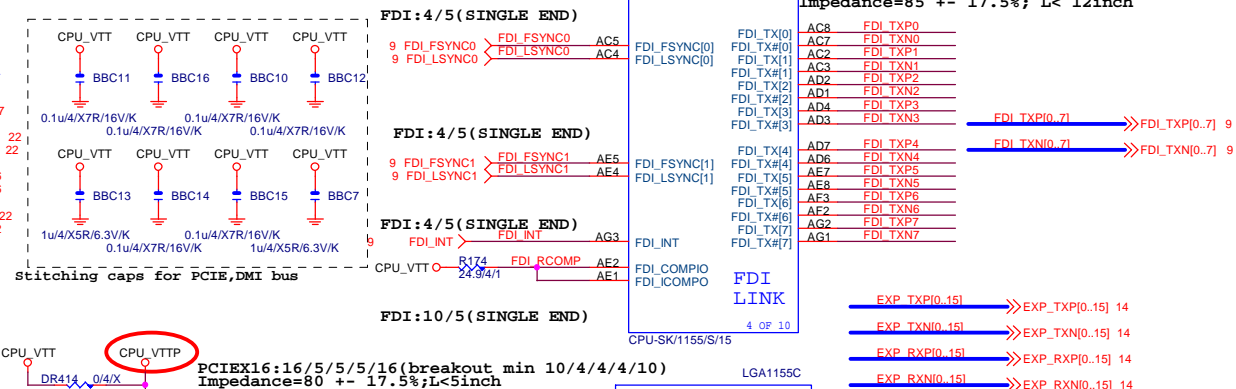 FDI:4/5(SINGLE END)
Impedance=85 +- 17.5%; L< 12inch
CPU_VTT CPU_VTT CPU_VTT CPU_VTT
BBC11 BBC16 BBC10 BBC12
0.1u/4/X7R/16V/K 0.1u/4/X7R/16V/K
0.1u/4/X7R/16V/K 0.1u/4/X7R/16V/K
CPU_VTT CPU_VTT CPU_VTT CPU_VTT
BBC13 BBC14 BBC15 BBC7
1u/4/X5R/6.3V/K 0.1u/4/X7R/16V/K
0.1u/4/X7R/16V/K 1u/4/X5R/6.3V/K
Stitching caps for PCIE,DMI bus
22
22
22
9 FDI_FSYNC0 FDI_FSYNC0 AC5 FDI_FSYNC[0]
9 FDI_LSYNC0 FDI_LSYNC0 AC4 FDI_LSYNC[0]
FDI:4/5(SINGLE END)
9 FDI_FSYNC1 FDI_FSYNC1 AE5 FDI_FSYNC[1]
9 FDI_LSYNC1 FDI_LSYNC1 AE4 FDI_LSYNC[1]
FDI:4/5(SINGLE END)
9 FDI_INT FDI_INT AG3 FDI_INT
CPU_VTT R174 FDI_RCOMP AE2 FDI_COMPIO
24.9/4/1 AE1 FDI_ICOMPO
FDI:10/5(SINGLE END)
FDI_TX[0] AC8 FDI_TXP0
FDI_TX#[0] AC7 FDI_TXN0
FDI_TX[1] AC2 FDI_TXP1
FDI_TX#[1] AC3 FDI_TXN1
FDI_TX[2] AD2 FDI_TXP2
FDI_TX#[2] AD1 FDI_TXN2
FDI_TX[3] AD4 FDI_TXP3
FDI_TX#[3] AD3 FDI_TXN3
FDI_TX[4] AD7 FDI_TXP4
FDI_TX#[4] AD6 FDI_TXN4
FDI_TX[5] AE7 FDI_TXP5
FDI_TX#[5] AE8 FDI_TXN5
FDI_TX[6] AF3 FDI_TXP6
FDI_TX#[6] AF2 FDI_TXN6
FDI_TX[7] AG2 FDI_TXP7
FDI_TX#[7] AG1 FDI_TXN7
FDI_TXP[0..7] FDI_TXP[0..7] 9
FDI_TXN[0..7] FDI_TXN[0..7] 9
FDI
LINK
4 OF 10
CPU-SK/1155/S/15
EXP_TXP[0..15] EXP_TXP[0..15] 14
EXP_TXN[0..15] EXP_TXN[0..15] 14
EXP_RXP[0..15] EXP_RXP[0..15] 14
EXP_RXN[0..15] EXP_RXN[0..15] 14
CPU_VTT CPU_VTTP
DR414 0/4/X
PCIEX16:16/5/5/5/16(breakout min 10/4/4/4/10)
Impedance=80 +- 17.5%;L<5inch
LGA1155C